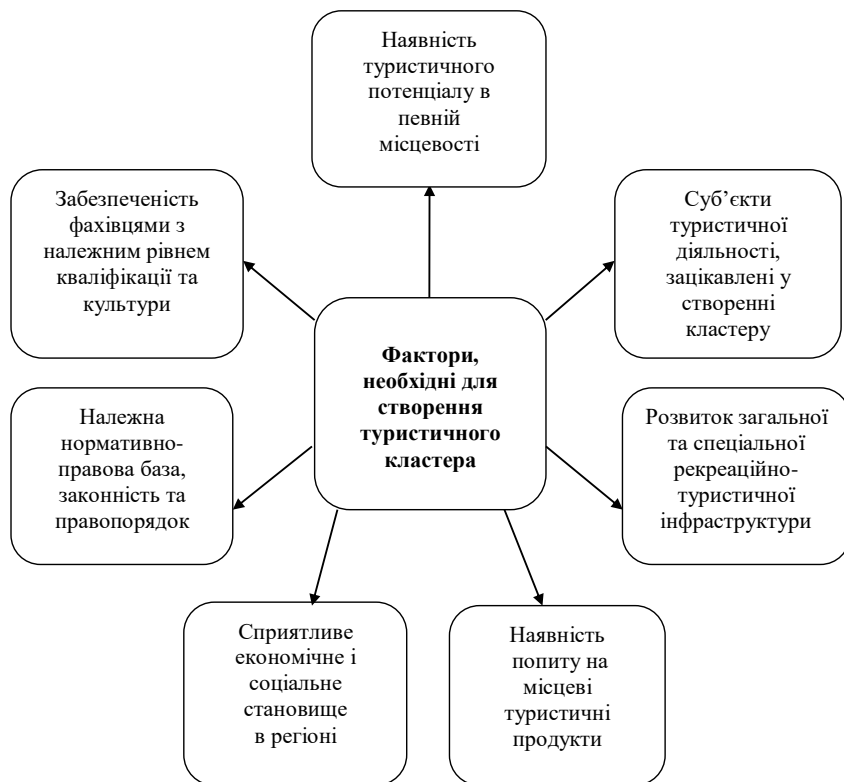 Наявність
туристичного
потенціалу в
певній
місцевості
Забезпеченість
фахівцями з
належним рівнем
кваліфікації та
культури
Суб’єкти
туристичної
діяльності,
зацікавлені у
створенні
кластеру
Фактори,
необхідні для
створення
туристичного
кластера
Належна
нормативно-
правова база,
законність та
правопорядок
Розвиток загальної
та спеціальної
рекреаційно-
туристичної
інфраструктури
Сприятливе
економічне і
соціальне
становище
в регіоні
Наявність
попиту на
місцеві
туристичні
продукти